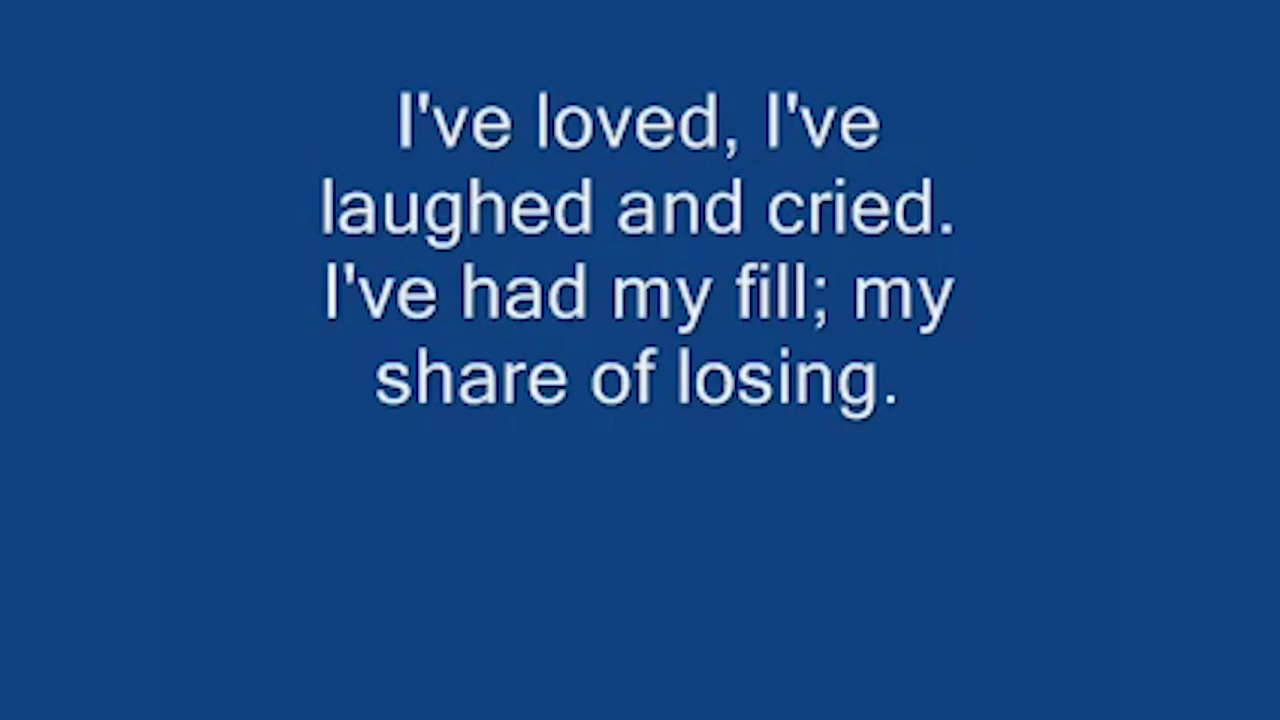 I've loved, I've
laughed and cried.
I've had my fill; my
share of losing.